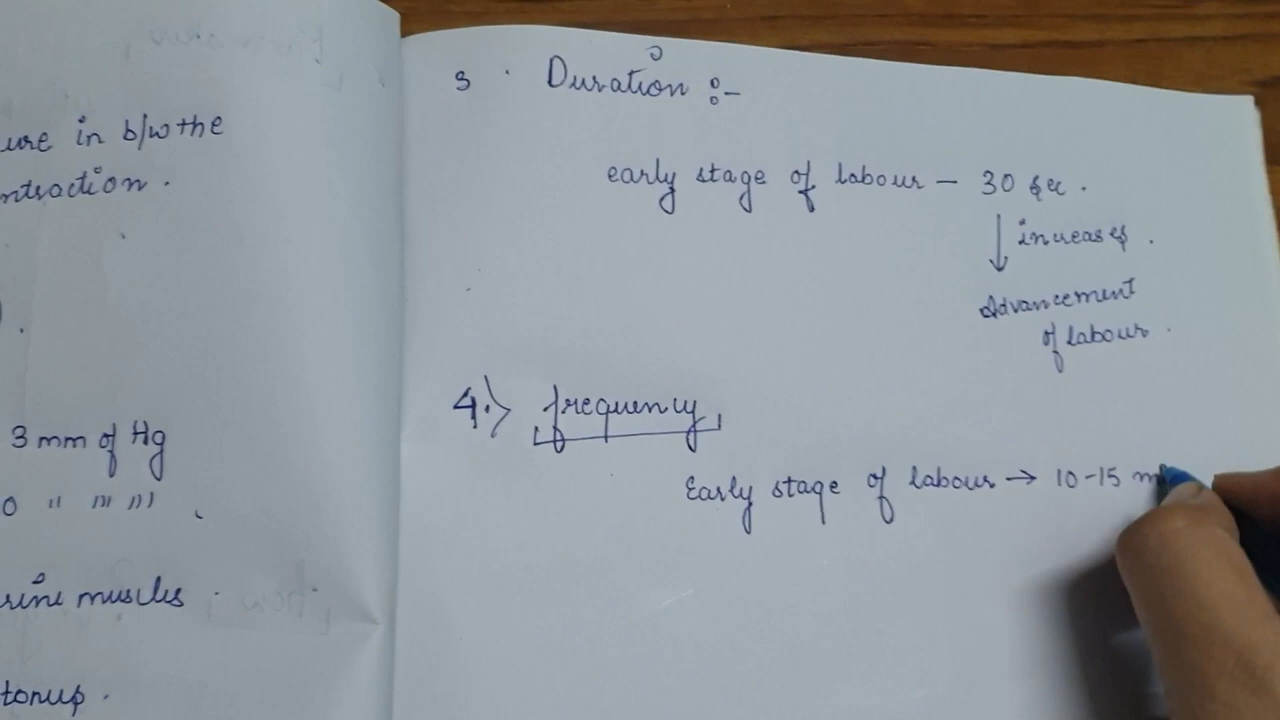 ure in b/w the
ntraction .
3 mm of Hg
0 " "' "'
rine muscles .
tonus .
3 . Duration :-
early stage of labour - 30 sec .
↓ increases .
Advancement
of labour .
4.> frequency
Early stage of labour → 10-15 m